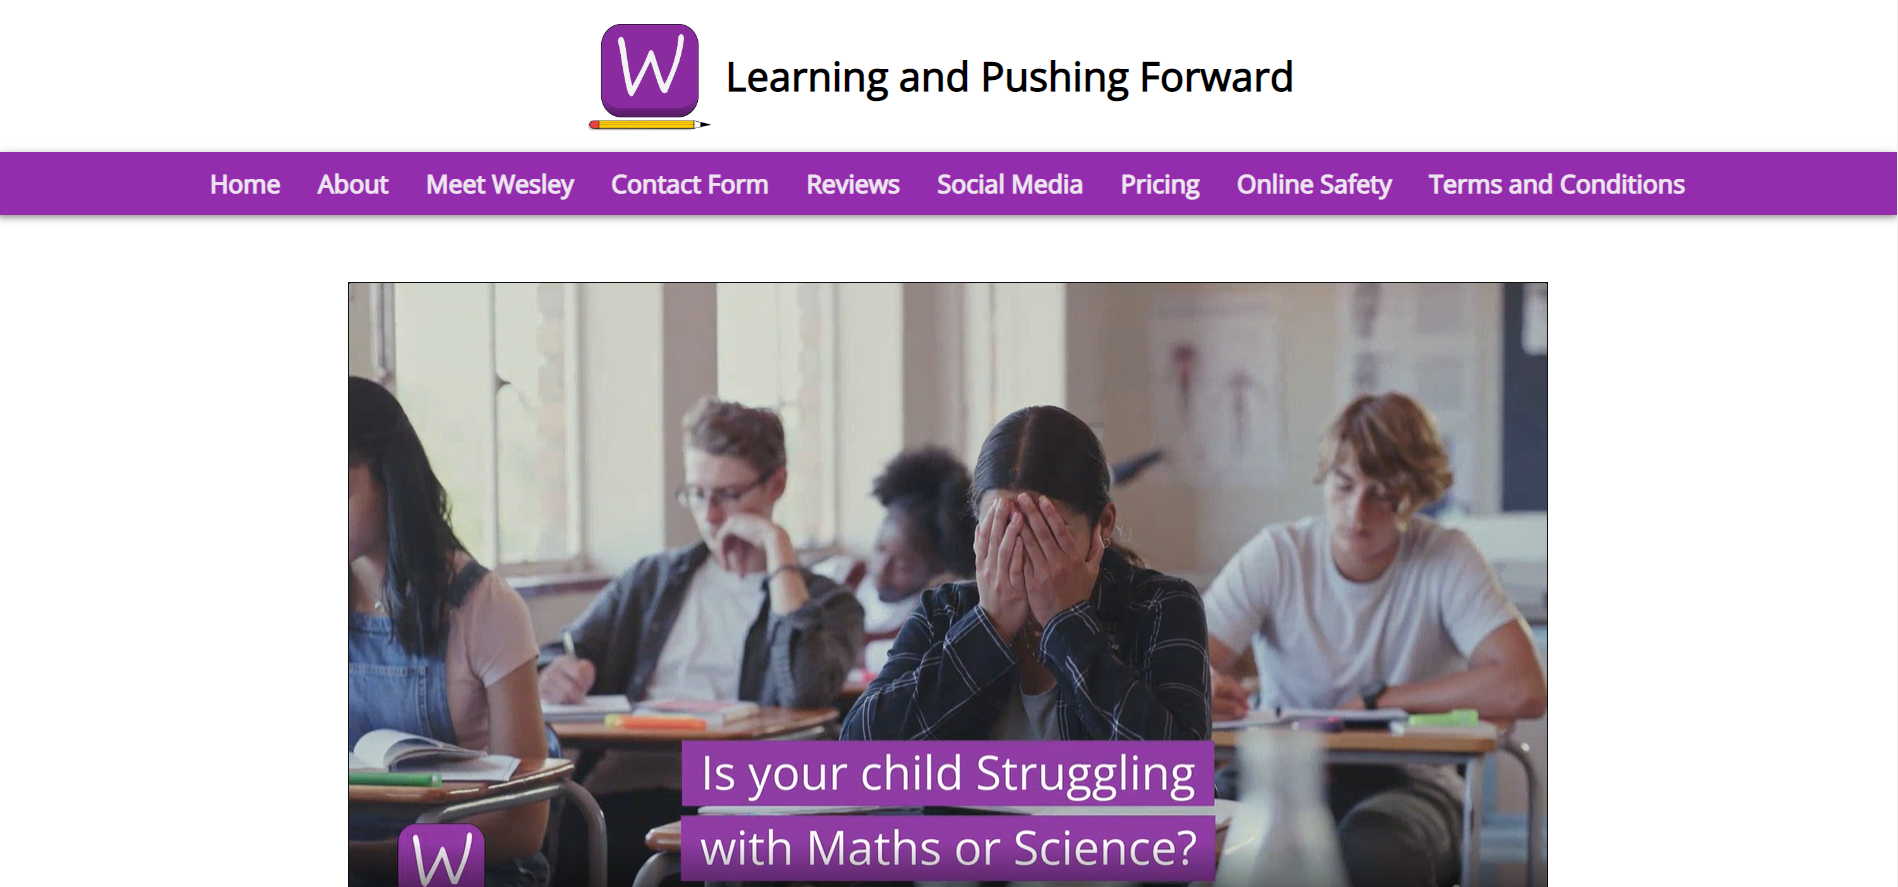 W
Learning and Pushing Forward
Home About Meet Wesley Contact Form Reviews Social Media Pricing Online Safety Terms and Conditions
Is your child Struggling
with Maths or Science?
W